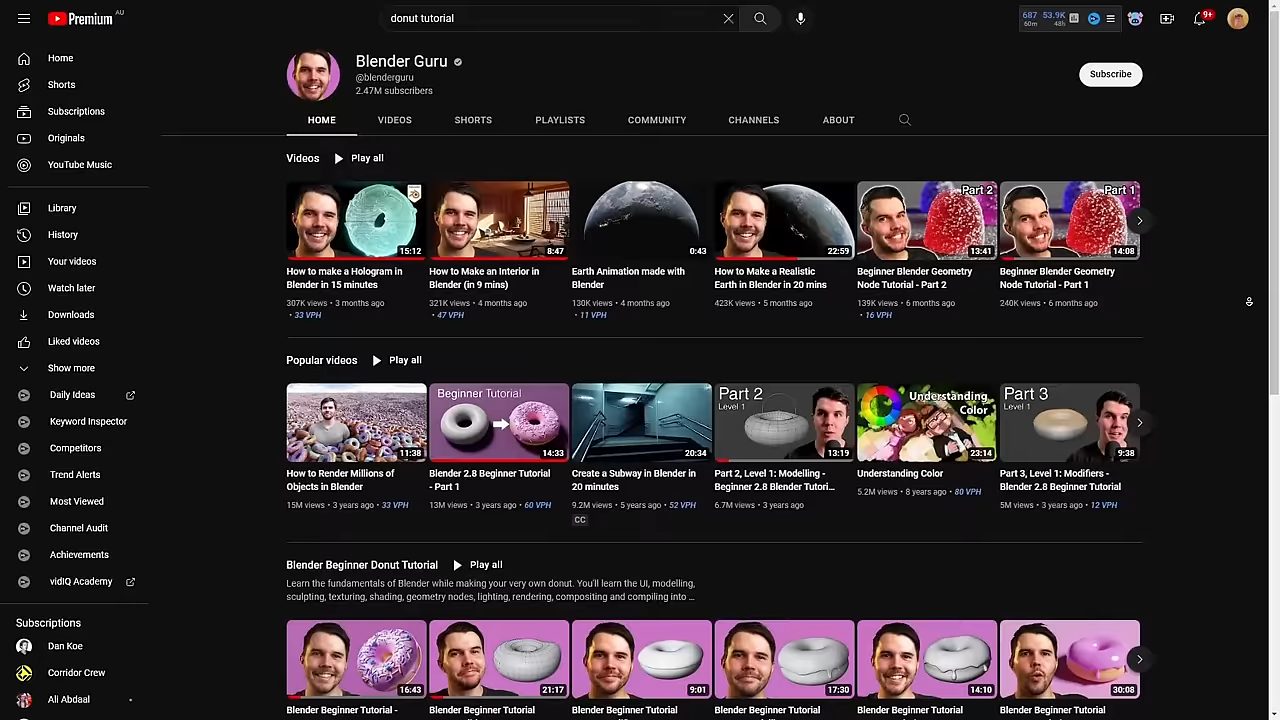 Premium AU
donut tutorial
687 53.9K
60m 48h
9+
Home
Shorts
Subscriptions
Originals
YouTube Music
Library
History
Your videos
Watch later
Downloads
Liked videos
Show more
Daily Ideas
Keyword Inspector
Competitors
Trend Alerts
Most Viewed
Channel Audit
Achievements
vidIQ Academy
Subscriptions
Dan Koe
Corridor Crew
Ali Abdaal
Blender Guru
@blenderguru
2.47M subscribers
Subscribe
HOME VIDEOS SHORTS PLAYLISTS COMMUNITY CHANNELS ABOUT
Videos Play all
Part 2 Part 1
15:12 8:47 0:43 22:59 13:41 14:08
How to make a Hologram in
Blender in 15 minutes
307K views • 3 months ago
• 33 VPH
How to Make an Interior in
Blender (in 9 mins)
321K views • 4 months ago
• 47 VPH
Earth Animation made with
Blender
130K views • 4 months ago
• 11 VPH
How to Make a Realistic
Earth in Blender in 20 mins
423K views • 5 months ago
Beginner Blender Geometry
Node Tutorial - Part 2
139K views • 6 months ago
• 16 VPH
Beginner Blender Geometry
Node Tutorial - Part 1
240K views • 6 months ago
Popular videos Play all
11:38
How to Render Millions of
Objects in Blender
15M views • 3 years ago • 33 VPH
Beginner Tutorial
14:33
Blender 2.8 Beginner Tutorial
- Part 1
13M views • 3 years ago • 60 VPH
20:34
Create a Subway in Blender in
20 minutes
9.2M views • 5 years ago • 52 VPH
CC
Part 2
Level 1
13:19
Part 2, Level 1: Modelling -
Beginner 2.8 Blender Tutori...
6.7M views • 3 years ago
Understanding
Color
23:14
Understanding Color
5.2M views • 8 years ago • 80 VPH
Part 3
Level 1
9:38
Part 3, Level 1: Modifiers -
Blender 2.8 Beginner Tutorial
5M views • 3 years ago • 12 VPH
Blender Beginner Donut Tutorial Play all
Learn the fundamentals of Blender while making your very own donut. You'll learn the UI, modelling,
sculpting, texturing, shading, geometry nodes, lighting, rendering, compositing and compiling into ...
16:43 21:17 9:01 17:30 14:10 30:08
Blender Beginner Tutorial -
Blender Beginner Tutorial
Blender Beginner Tutorial
Blender Beginner Tutorial
Blender Beginner Tutorial
Blender Beginner Tutorial